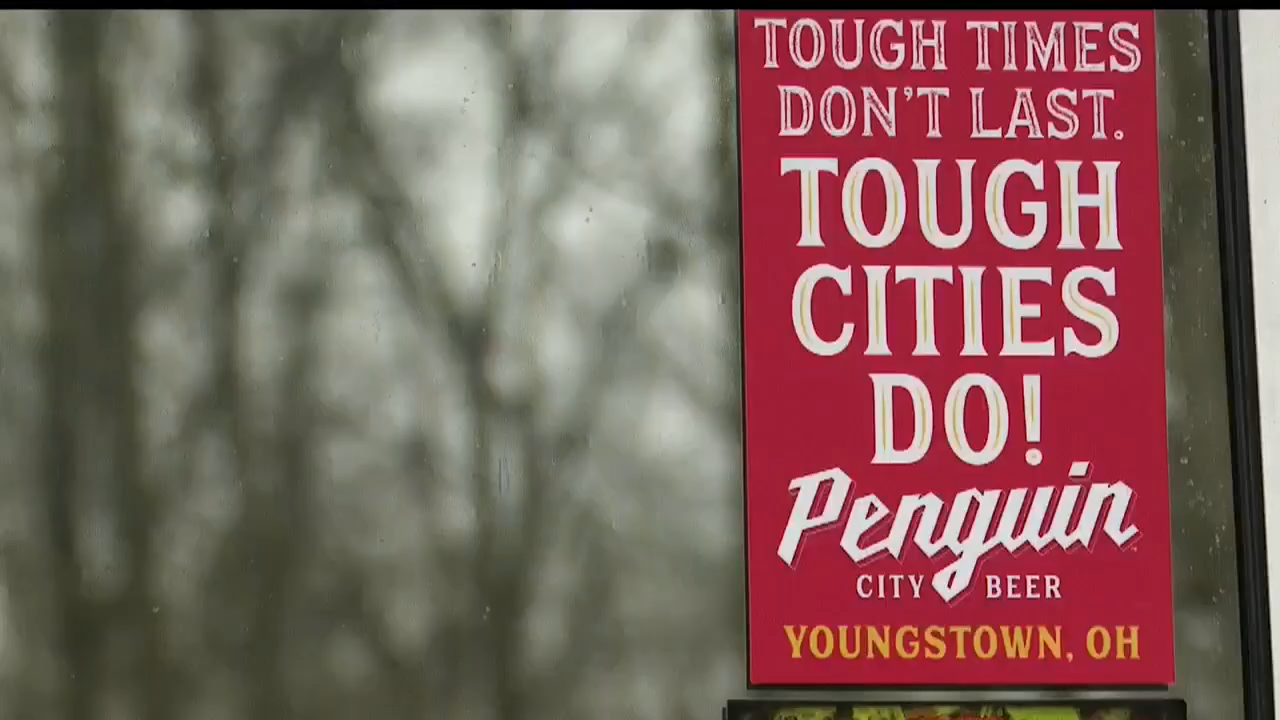 TOUGH TIMES
DON'T LAST.
TOUGH
CITIES
DO!
Penguin
CITY BEER
YOUNGSTOWN, OH